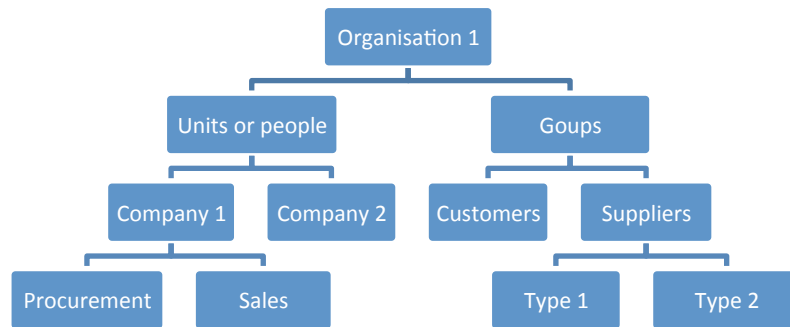 Organisation 1
Units or people
Goups
Company 1
Company 2
Customers
Suppliers
Procurement
Sales
Type 1
Type 2